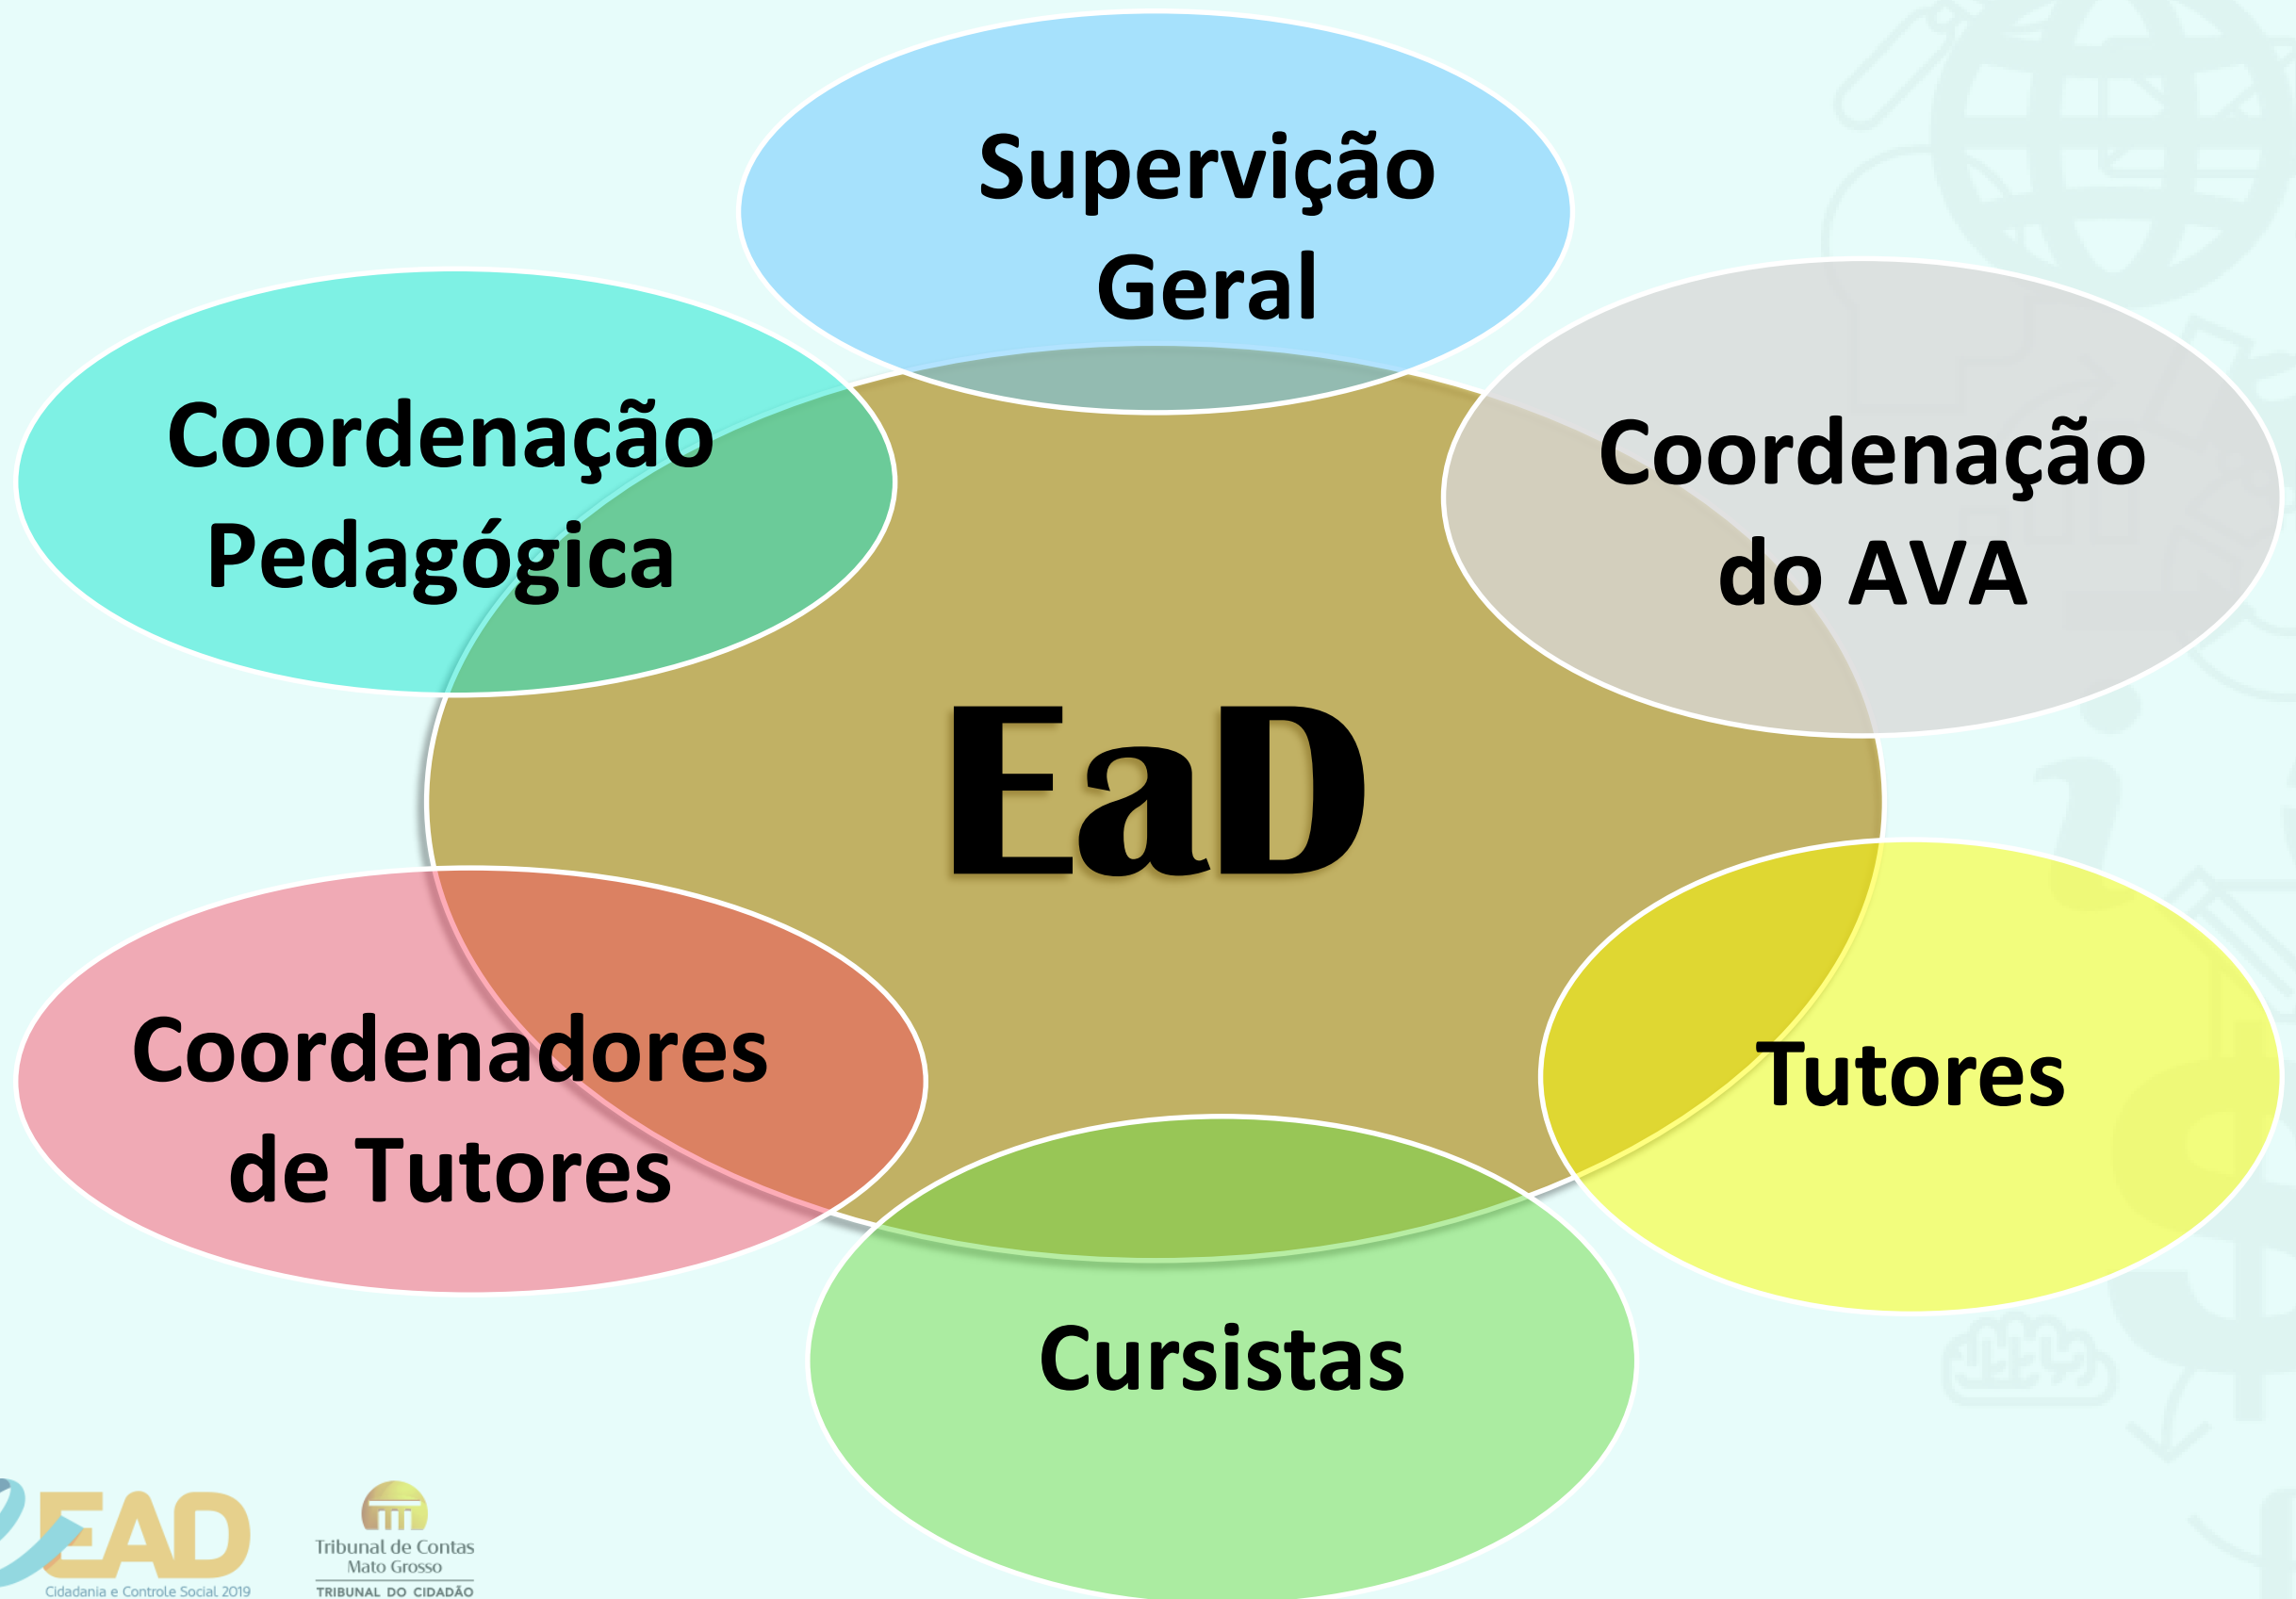 Supervição
Geral
Coordenação
Pedagógica
Coordenação
do AVA
EaD
Coordenadores
de Tutores
Tutores
Cursistas
EAD
Cidadania e Controle Social 2019
Tribunal de Contas
Mato Grosso
TRIBUNAL DO CIDADÃO